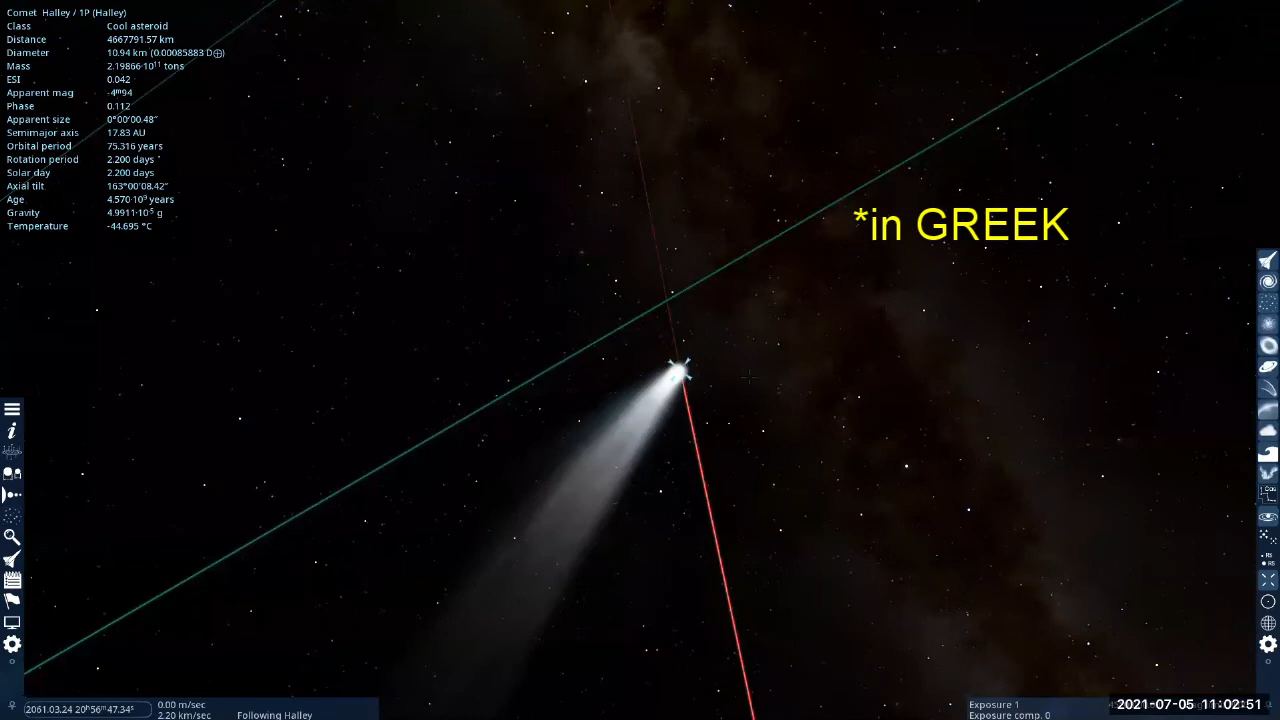 Comet Halley / 1P (Halley)
Class Cool asteroid
Distance 4667791.57 km
Diameter 10.94 km (0.00085883 D⊕)
Mass 2.19866·10¹¹ tons
ESI 0.042
Apparent mag -4ᵐ94
Phase 0.112
Apparent size 0°00′00.48″
Semimajor axis 17.83 AU
Orbital period 75.316 years
Rotation period 2.200 days
Solar day 2.200 days
Axial tilt 163°00′08.42″
Age 4.570·10⁹ years
Gravity 4.9911·10⁻⁵ g
Temperature -44.695 °C
*in GREEK
2061.03.24 20ʰ56ᵐ47.34ˢ
0.00 m/sec
2.20 km/sec Following Halley
Exposure 1
Exposure comp. 0
2021-07-05 11:02:51